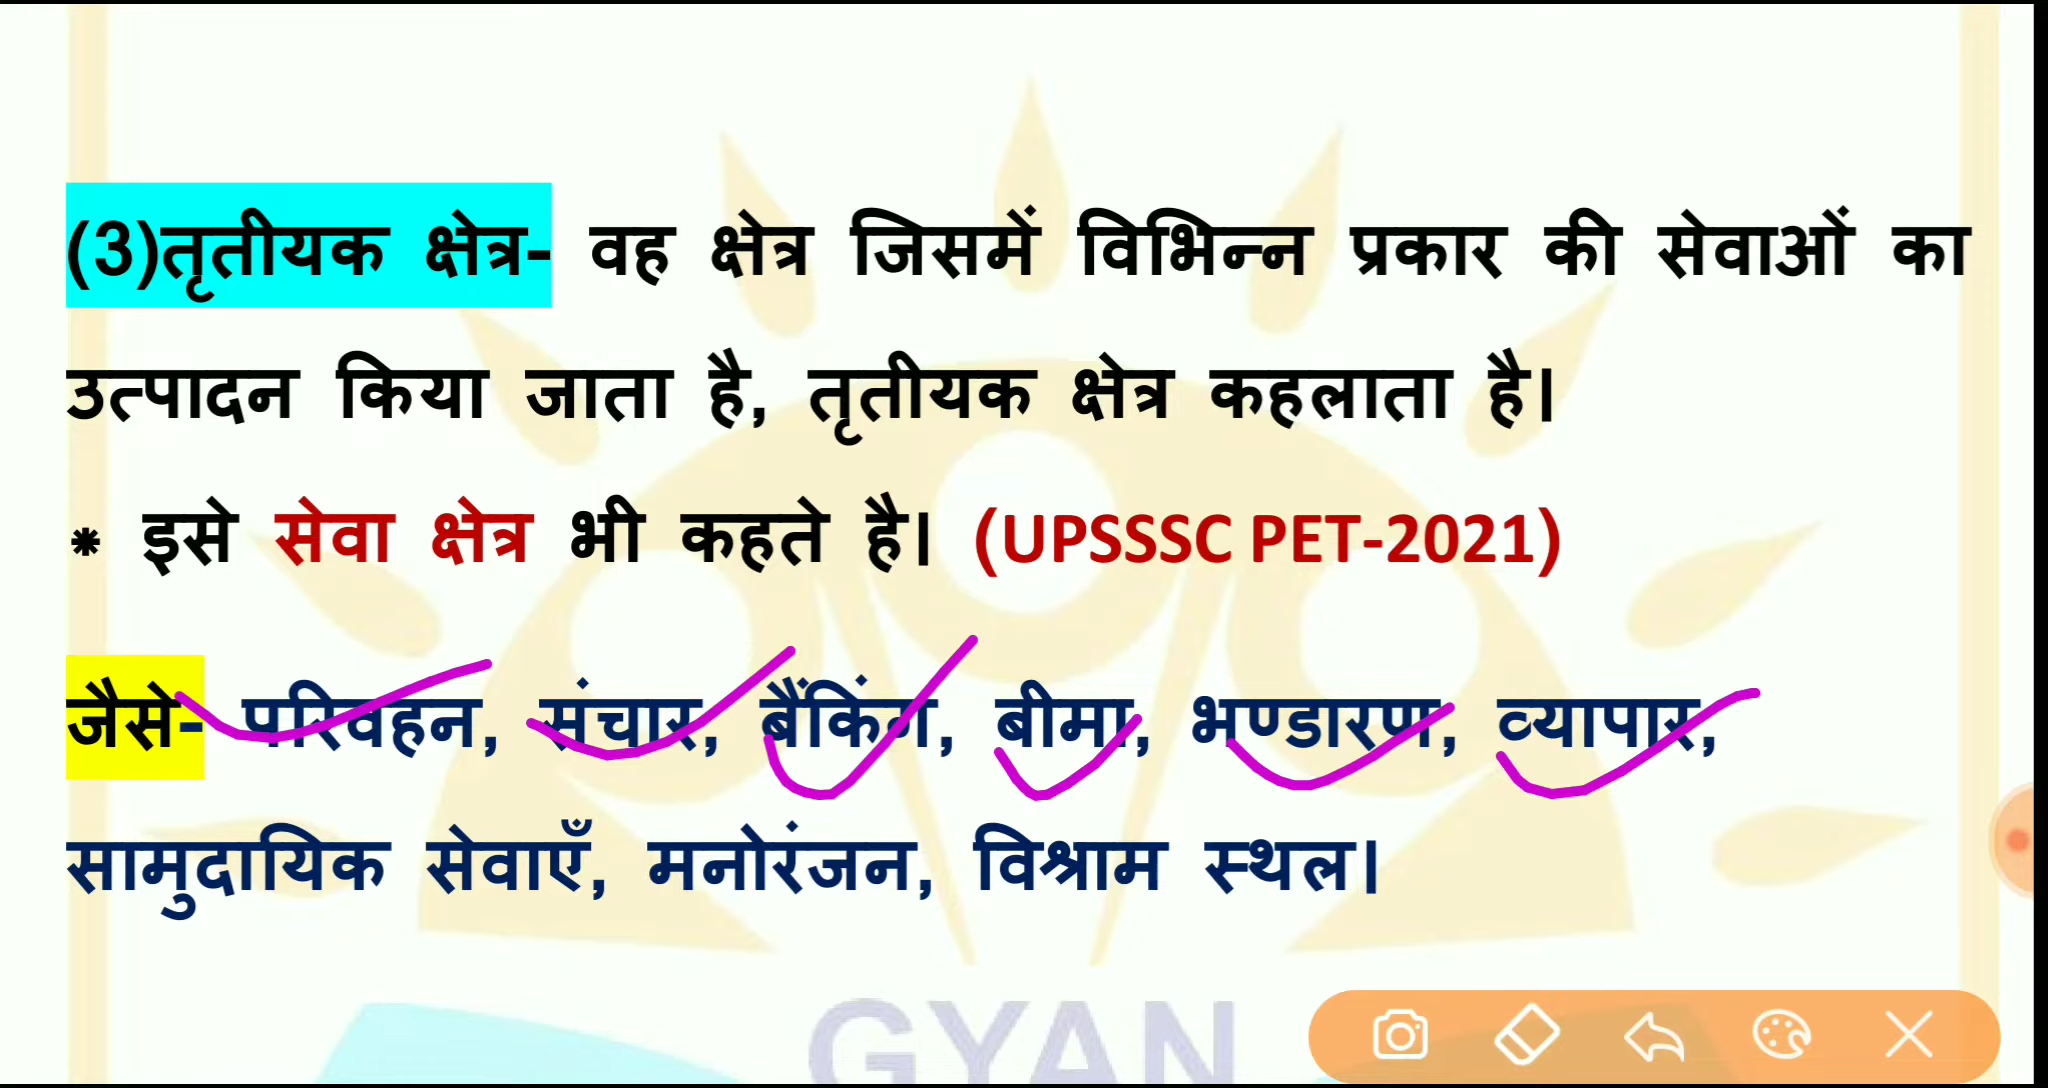 (3)तृतीयक क्षेत्र- वह क्षेत्र जिसमें विभिन्न प्रकार की सेवाओं का
उत्पादन किया जाता है, तृतीयक क्षेत्र कहलाता है।
* इसे सेवा क्षेत्र भी कहते है। (UPSSSC PET-2021)
जैसे- परिवहन, संचार, बैंकिंग, बीमा, भण्डारण, व्यापार,
सामुदायिक सेवाएँ, मनोरंजन, विश्राम स्थल।
GYAN